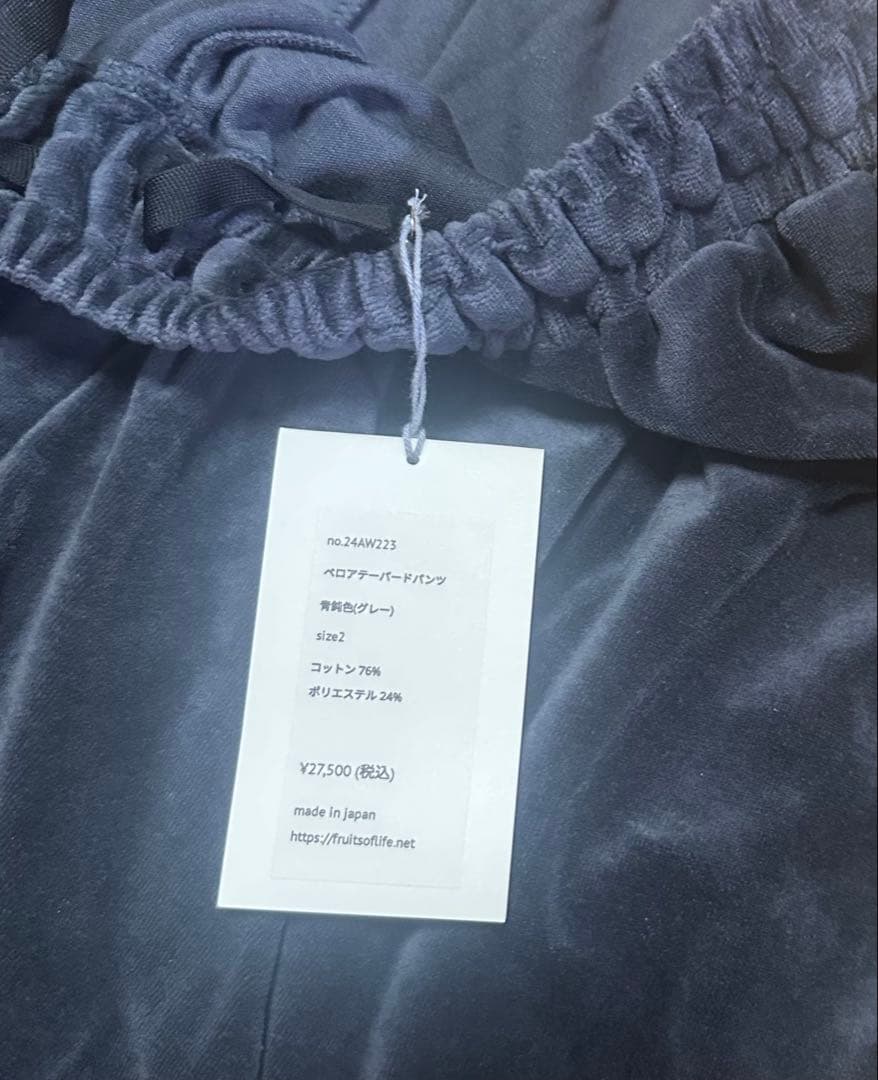 no.24AW223
ベロアテーパードパンツ
青鈍色(グレー)
size2
コットン 76%
ポリエステル 24%
¥27,500 (税込)
made in japan
https://fruitsoflife.net